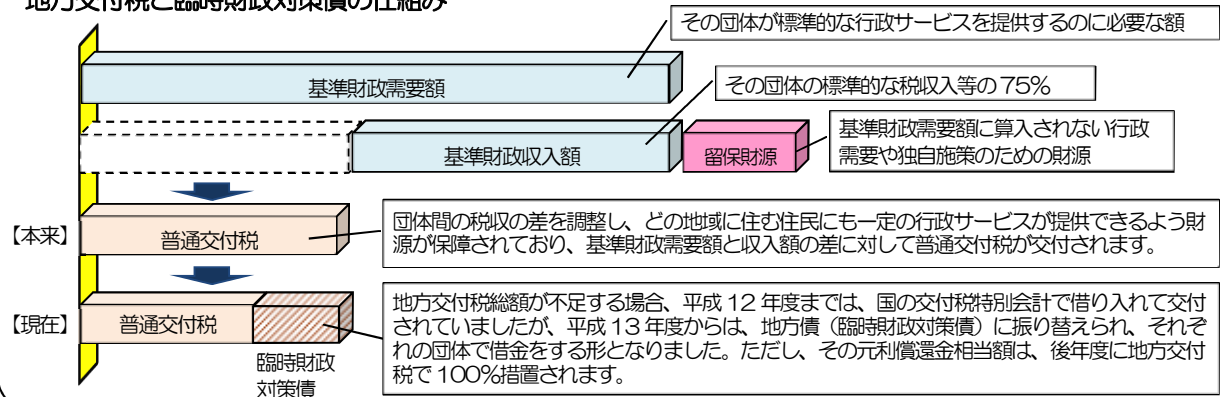 地方交付税と臨時財政対策債の仕組み
その団体が標準的な行政サービスを提供するのに必要な額
基準財政需要額
その団体の標準的な税収入等の75%
基準財政収入額
留保財源
基準財政需要額に算入されない行政
需要や独自施策のための財源
【本来】
普通交付税
団体間の税収の差を調整し、どの地域に住む住民にも一定の行政サービスが提供できるよう財
源が保障されており、基準財政需要額と収入額の差に対して普通交付税が交付されます。
【現在】
普通交付税
臨時財政
対策債
地方交付税総額が不足する場合、平成12年度までは、国の交付税特別会計で借り入れて交付
されていましたが、平成13年度からは、地方債（臨時財政対策債）に振り替えられ、それぞ
れの団体で借金をする形となりました。ただし、その元利償還金相当額は、後年度に地方交付
税で100%措置されます。